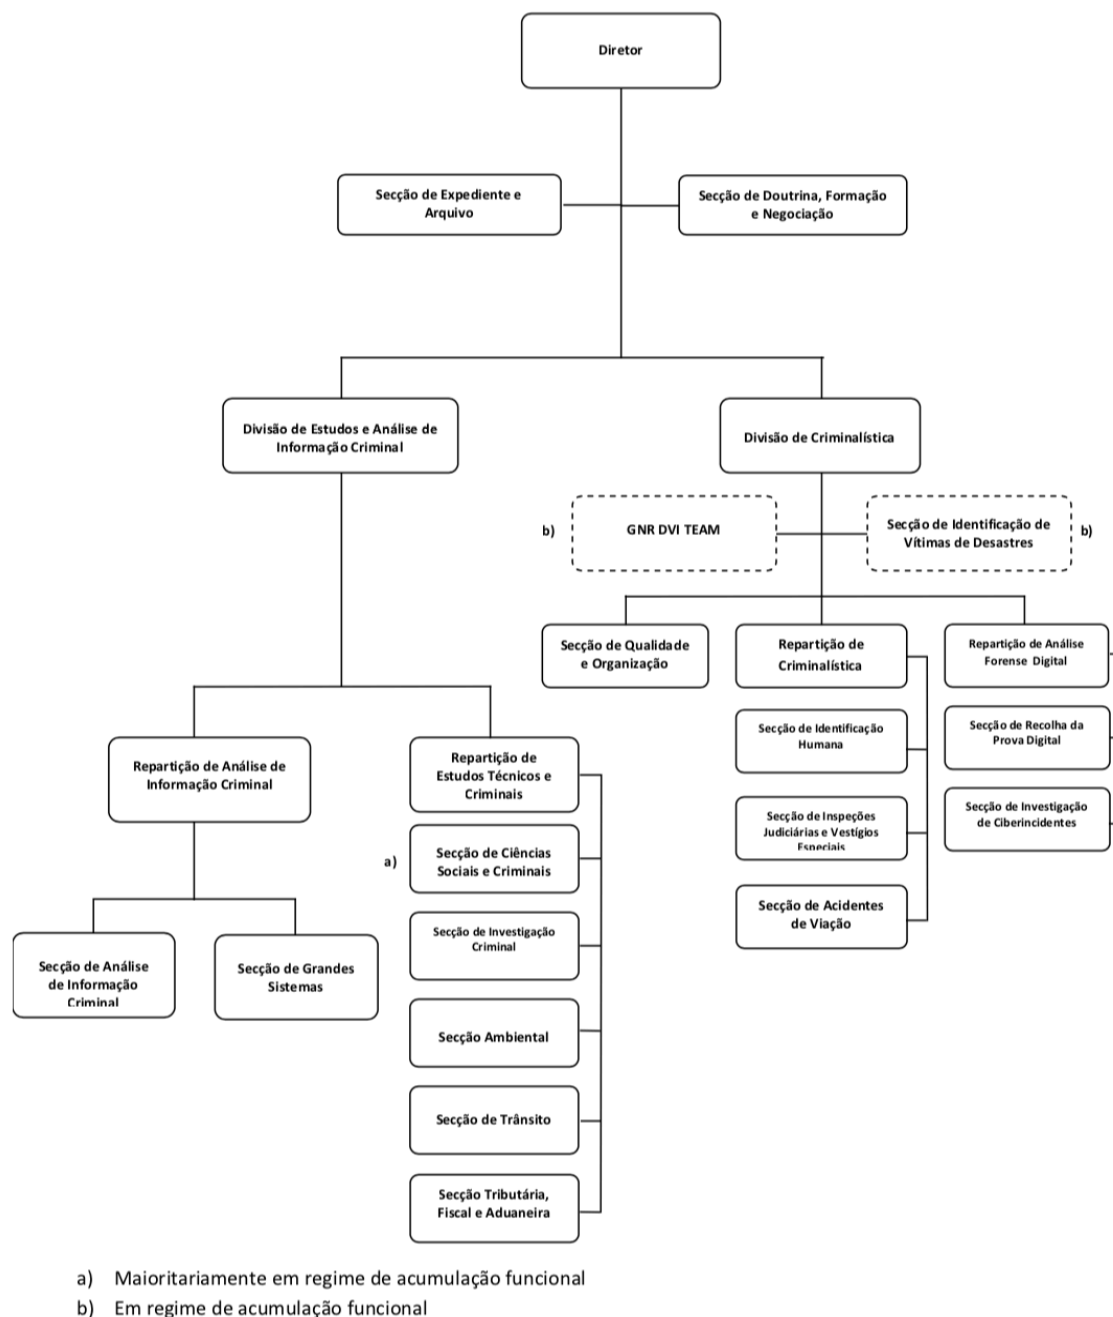 Diretor
Secção de Expediente e
Arquivo
Secção de Doutrina, Formação
e Negociação
Divisão de Estudos e Análise de
Informação Criminal
Divisão de Criminalística
b)
GNR DVI TEAM
Secção de Identificação de
Vítimas de Desastres
b)
Secção de Qualidade
e Organização
Repartição de
Criminalística
Repartição de Análise
Forense Digital
Secção de Identificação
Humana
Secção de Recolha da
Prova Digital
Secção de Inspeções
Judiciárias e Vestígios
Especiais
Secção de Investigação
de Ciberincidentes
Secção de Acidentes
de Viação
Repartição de Análise de
Informação Criminal
Repartição de
Estudos Técnicos e
Criminais
a)
Secção de Ciências
Sociais e Criminais
Secção de Investigação
Criminal
Secção de Análise
de Informação
Criminal
Secção de Grandes
Sistemas
Secção Ambiental
Secção de Trânsito
Secção Tributária,
Fiscal e Aduaneira
a) Maioritariamente em regime de acumulação funcional
b) Em regime de acumulação funcional